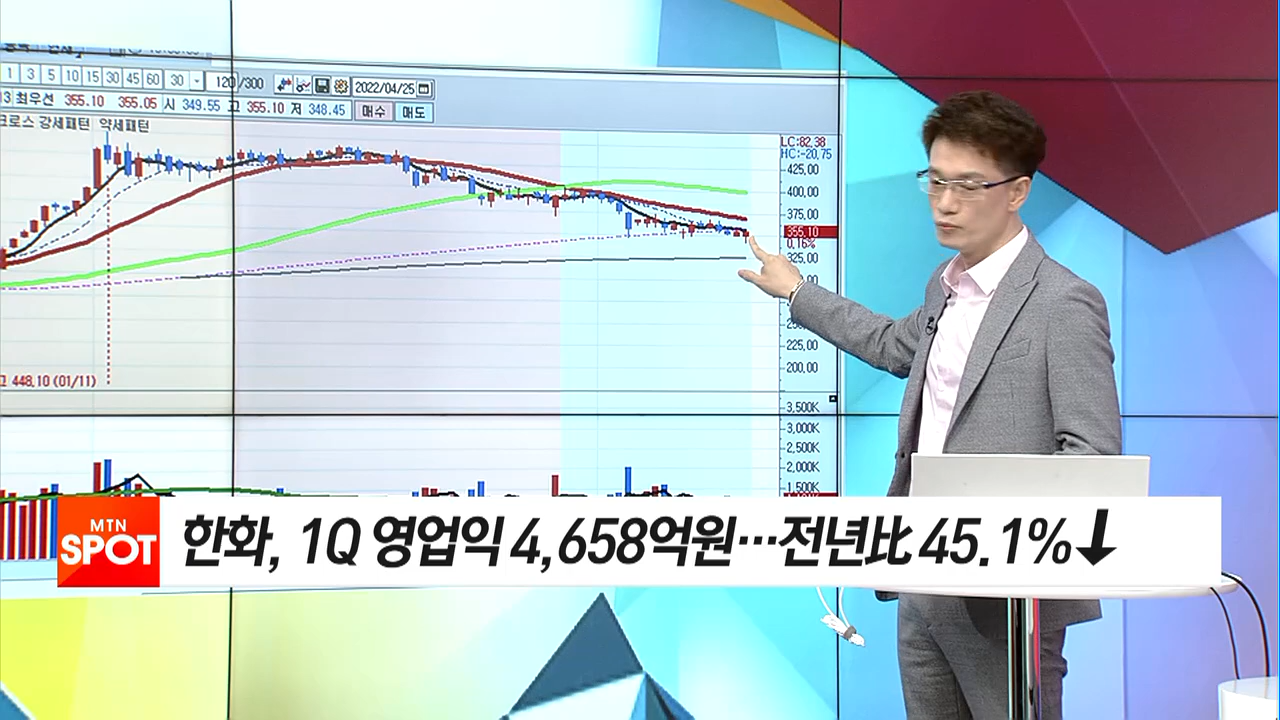 1 3 5 10 15 30 45 60 30 120 /300 2022/04/25
13 최우선 355.10 355.05 시 349.55 고 355.10 저 348.45 매수 매도
크로스 강세패턴 약세패턴
LC:82.38
HC:-20.75
425.00
400.00
375.00
355.10
0.16%
325.00
225.00
200.00
고 448.10 (01/11)
3,500K
3,000K
2,500K
2,000K
1,500K
MTN
SPOT
한화, 1Q 영업익 4,658억원…전년比 45.1%↓